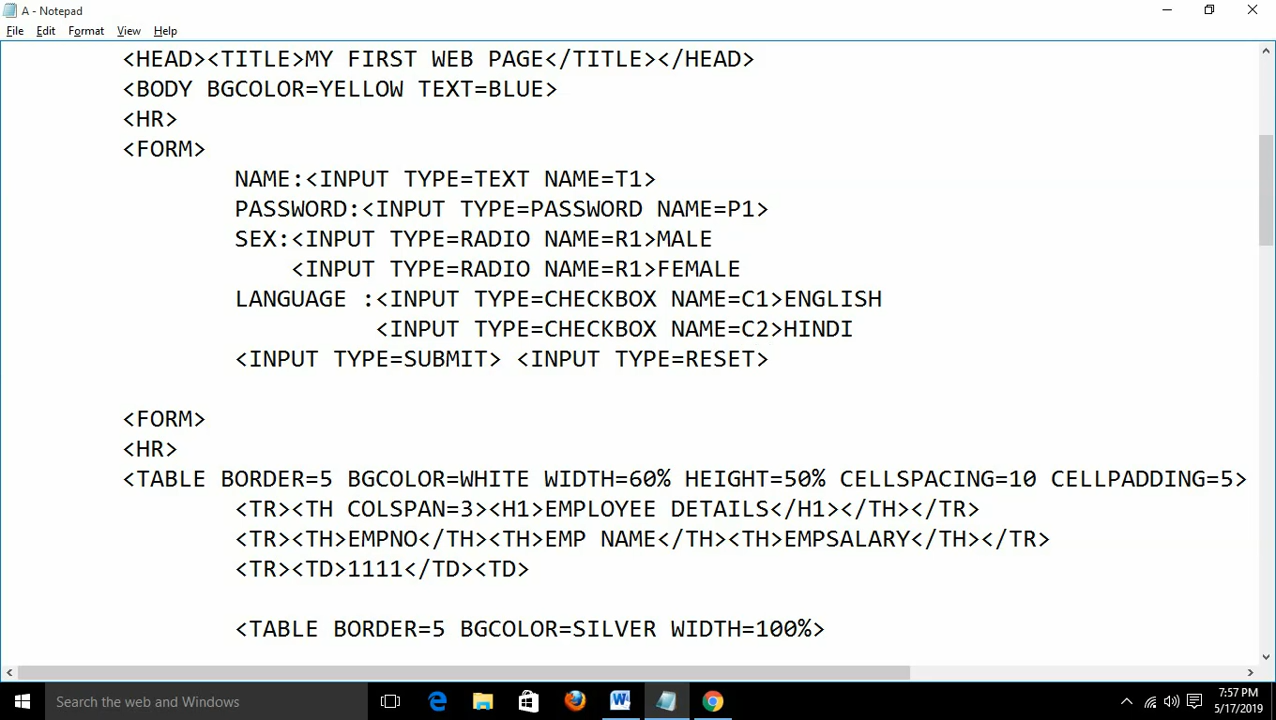 A - Notepad
File Edit Format View Help
<HEAD><TITLE>MY FIRST WEB PAGE</TITLE></HEAD>
<BODY BGCOLOR=YELLOW TEXT=BLUE>
<HR>
<FORM>
NAME:<INPUT TYPE=TEXT NAME=T1>
PASSWORD:<INPUT TYPE=PASSWORD NAME=P1>
SEX:<INPUT TYPE=RADIO NAME=R1>MALE
<INPUT TYPE=RADIO NAME=R1>FEMALE
LANGUAGE :<INPUT TYPE=CHECKBOX NAME=C1>ENGLISH
<INPUT TYPE=CHECKBOX NAME=C2>HINDI
<INPUT TYPE=SUBMIT> <INPUT TYPE=RESET>
<FORM>
<HR>
<TABLE BORDER=5 BGCOLOR=WHITE WIDTH=60% HEIGHT=50% CELLSPACING=10 CELLPADDING=5>
<TR><TH COLSPAN=3><H1>EMPLOYEE DETAILS</H1></TH></TR>
<TR><TH>EMPNO</TH><TH>EMP NAME</TH><TH>EMPSALARY</TH></TR>
<TR><TD>1111</TD><TD>
<TABLE BORDER=5 BGCOLOR=SILVER WIDTH=100%>
Search the web and Windows
7:57 PM
5/17/2019